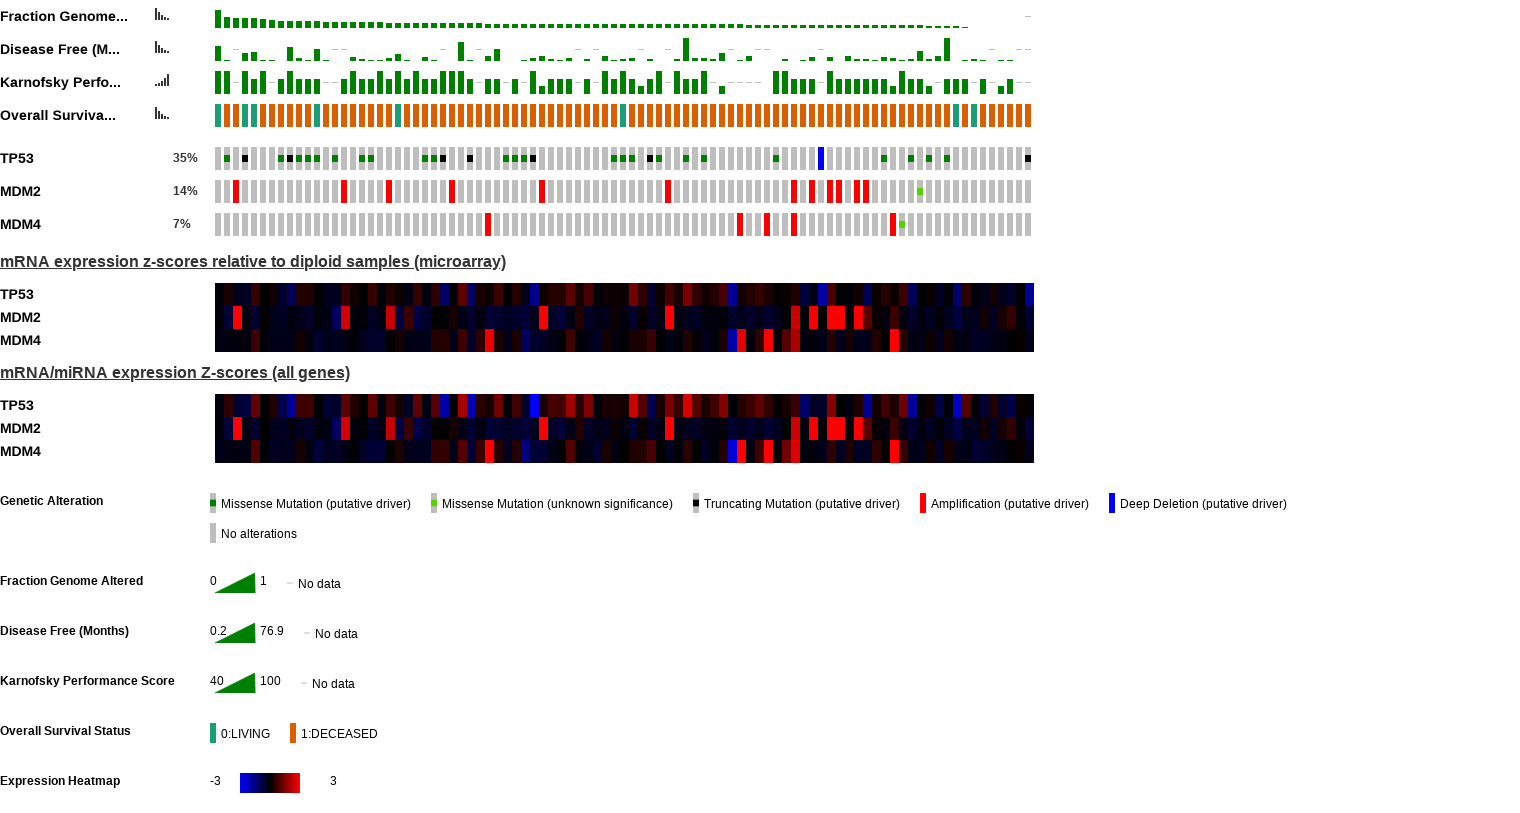 Fraction Genome...
Disease Free (M...
Karnofsky Perfo...
Overall Surviva...
TP53 35%
MDM2 14%
MDM4 7%
mRNA expression z-scores relative to diploid samples (microarray)
TP53
MDM2
MDM4
mRNA/miRNA expression Z-scores (all genes)
TP53
MDM2
MDM4
Genetic Alteration Missense Mutation (putative driver) Missense Mutation (unknown significance) Truncating Mutation (putative driver) Amplification (putative driver) Deep Deletion (putative driver)
No alterations
Fraction Genome Altered 0 1 No data
Disease Free (Months) 0.2 76.9 No data
Karnofsky Performance Score 40 100 No data
Overall Survival Status 0:LIVING 1:DECEASED
Expression Heatmap -3 3